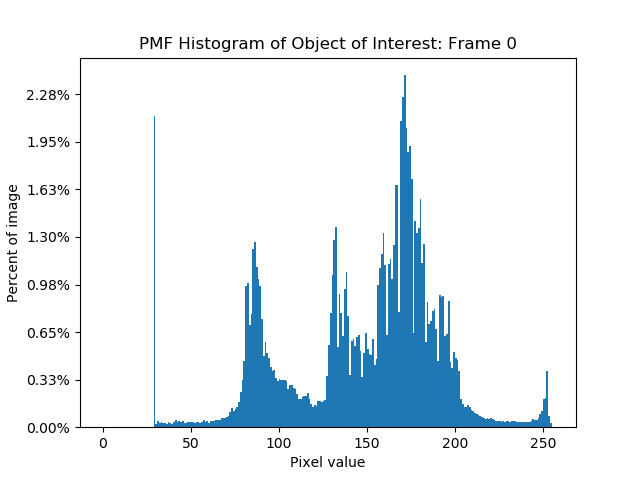 PMF Histogram of Object of Interest: Frame 0
2.28%
1.95%
1.63%
1.30%
0.98%
0.65%
0.33%
0.00%
Percent of image
0 50 100 150 200 250
Pixel value